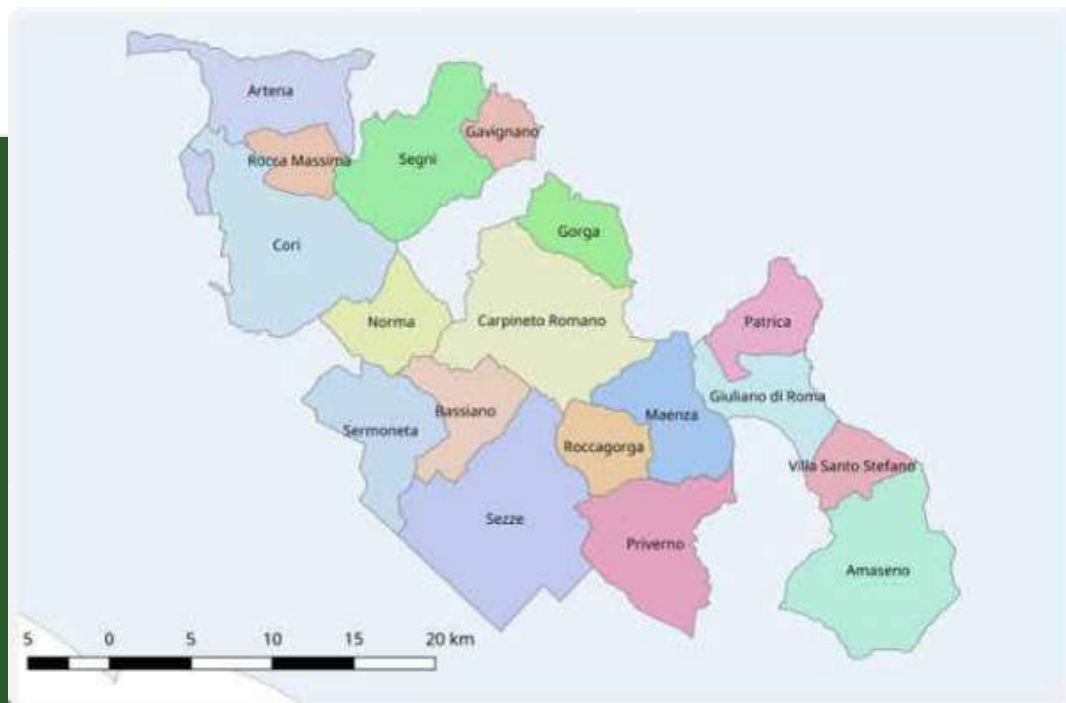 Artena
Gavignano
Rocca Massima
Segni
Gorga
Cori
Norma
Carpineto Romano
Patrica
Giuliano di Roma
Bassiano
Maenza
Sermoneta
Roccagorga
Villa Santo Stefano
Sezze
Priverno
Amaseno
5 0 5 10 15 20 km